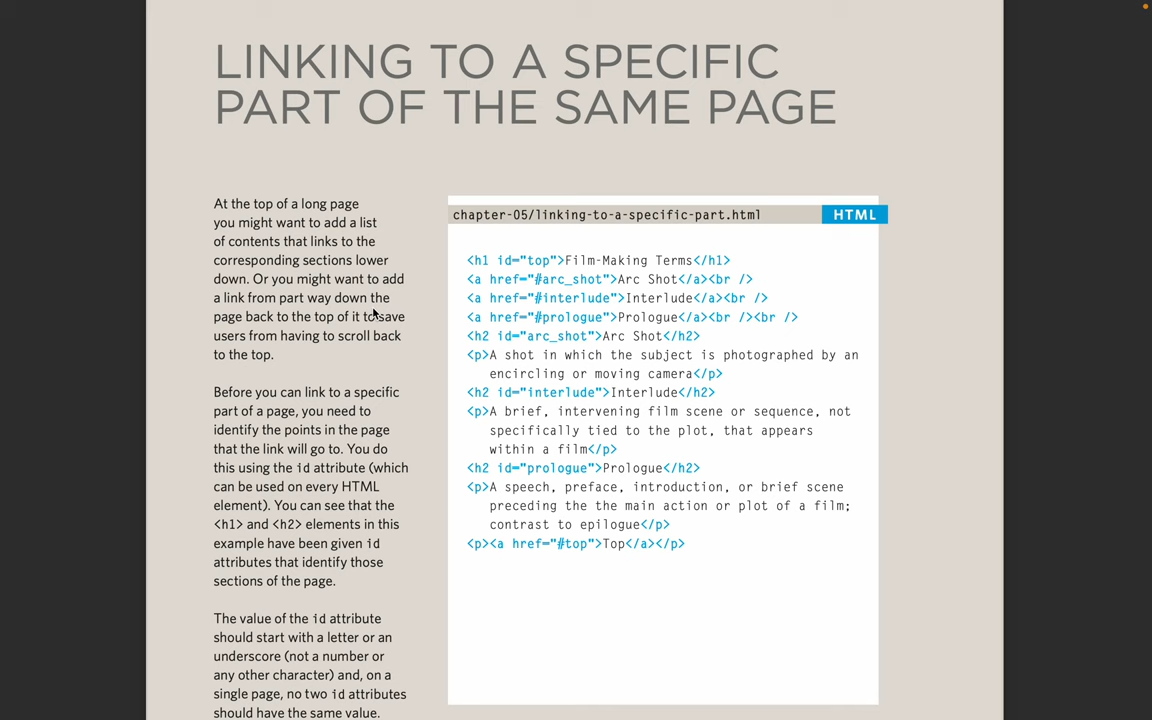 LINKING TO A SPECIFIC
PART OF THE SAME PAGE
At the top of a long page
you might want to add a list
of contents that links to the
corresponding sections lower
down. Or you might want to add
a link from part way down the
page back to the top of it to save
users from having to scroll back
to the top.
Before you can link to a specific
part of a page, you need to
identify the points in the page
that the link will go to. You do
this using the id attribute (which
can be used on every HTML
element). You can see that the
<h1> and <h2> elements in this
example have been given id
attributes that identify those
sections of the page.
The value of the id attribute
should start with a letter or an
underscore (not a number or
any other character) and, on a
single page, no two id attributes
should have the same value.
chapter-05/linking-to-a-specific-part.html HTML
<h1 id="top">Film-Making Terms</h1>
<a href="#arc_shot">Arc Shot</a><br />
<a href="#interlude">Interlude</a><br />
<a href="#prologue">Prologue</a><br /><br />
<h2 id="arc_shot">Arc Shot</h2>
<p>A shot in which the subject is photographed by an
encircling or moving camera</p>
<h2 id="interlude">Interlude</h2>
<p>A brief, intervening film scene or sequence, not
specifically tied to the plot, that appears
within a film</p>
<h2 id="prologue">Prologue</h2>
<p>A speech, preface, introduction, or brief scene
preceding the the main action or plot of a film;
contrast to epilogue</p>
<p><a href="#top">Top</a></p>